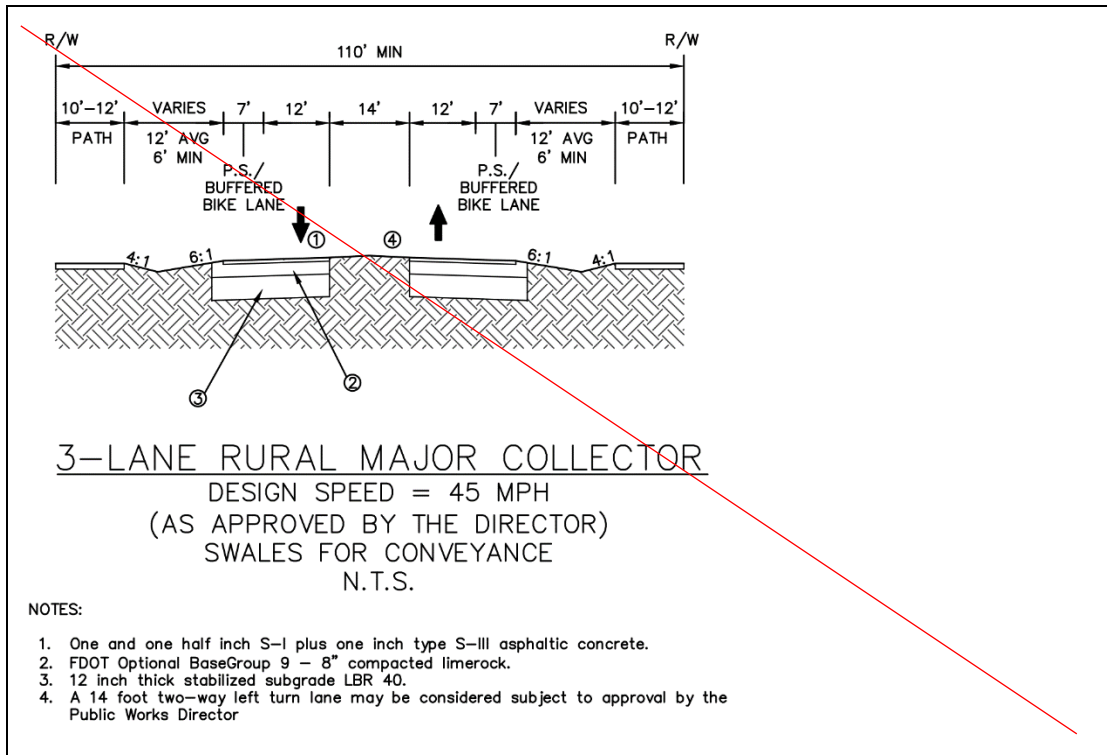 R/W R/W
110' MIN
10'-12' VARIES 7' 12' 14' 12' 7' VARIES 10'-12'
PATH 12' AVG 12' AVG PATH
6' MIN 6' MIN
P.S./ P.S./
BUFFERED BUFFERED
BIKE LANE BIKE LANE
① ④
4:1 6:1 6:1 4:1
②
③
3-LANE RURAL MAJOR COLLECTOR
DESIGN SPEED = 45 MPH
(AS APPROVED BY THE DIRECTOR)
SWALES FOR CONVEYANCE
N.T.S.
NOTES:
1. One and one half inch S-I plus one inch type S-III asphaltic concrete.
2. FDOT Optional BaseGroup 9 - 8" compacted limerock.
3. 12 inch thick stabilized subgrade LBR 40.
4. A 14 foot two-way left turn lane may be considered subject to approval by the
Public Works Director